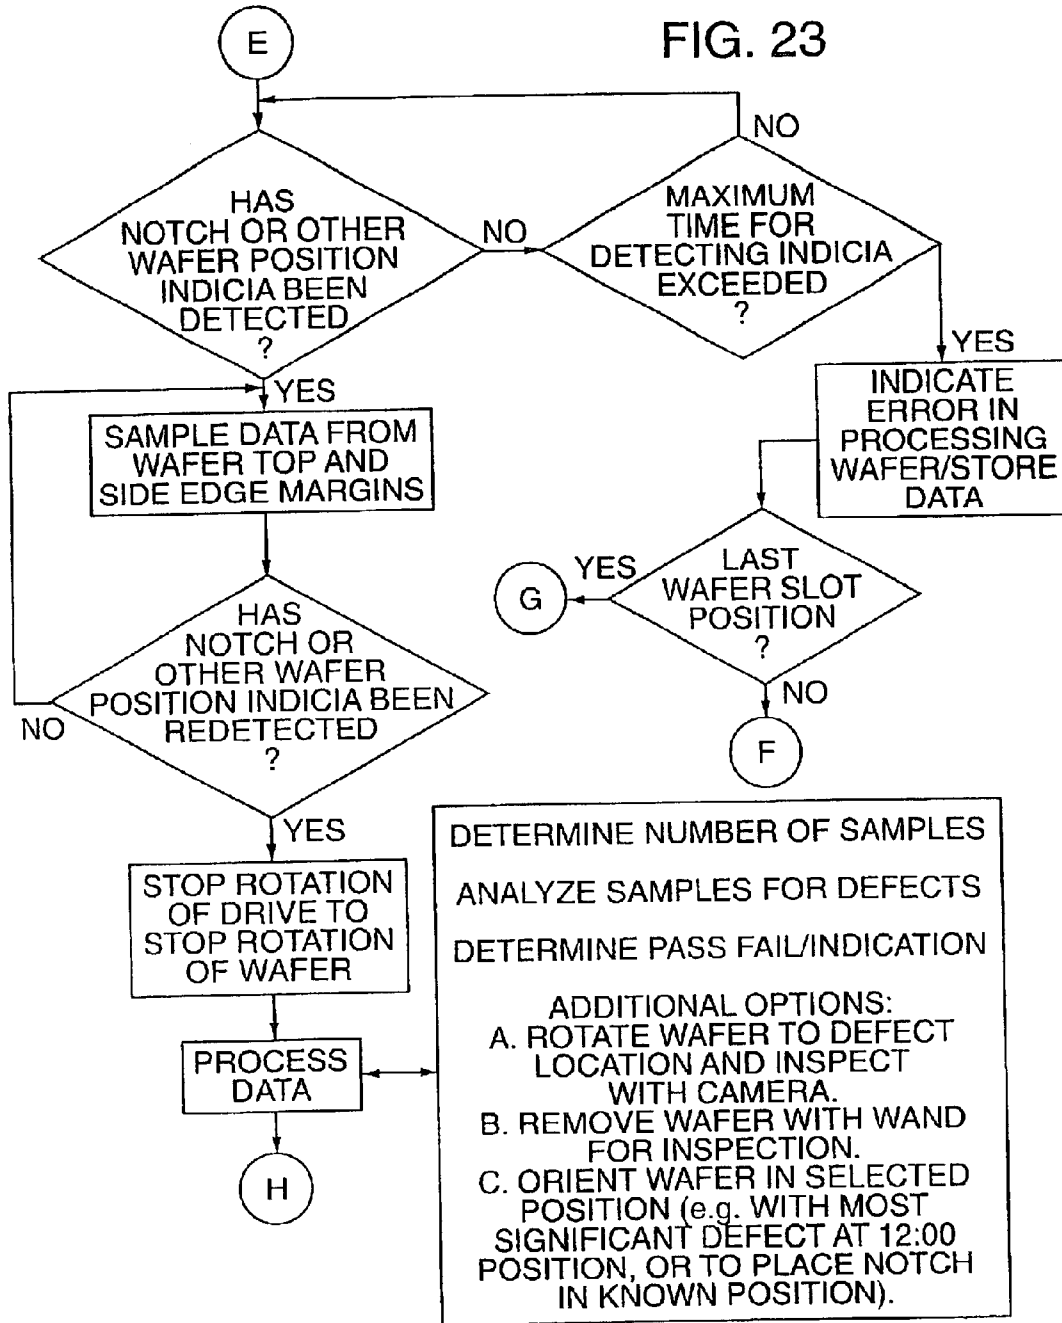 FIG. 23
E
HAS
NOTCH OR OTHER
WAFER POSITION
INDICIA BEEN
DETECTED
?
NO
MAXIMUM
TIME FOR
DETECTING INDICIA
EXCEEDED
?
NO
YES
INDICATE
ERROR IN
PROCESSING
WAFER/STORE
DATA
YES
SAMPLE DATA FROM
WAFER TOP AND
SIDE EDGE MARGINS
LAST
WAFER SLOT
POSITION
?
YES
G
NO
F
HAS
NOTCH OR
OTHER WAFER
POSITION INDICIA BEEN
REDETECTED
?
NO
YES
STOP ROTATION
OF DRIVE TO
STOP ROTATION
OF WAFER
PROCESS
DATA
H
DETERMINE NUMBER OF SAMPLES
ANALYZE SAMPLES FOR DEFECTS
DETERMINE PASS FAIL/INDICATION
ADDITIONAL OPTIONS:
A. ROTATE WAFER TO DEFECT
LOCATION AND INSPECT
WITH CAMERA.
B. REMOVE WAFER WITH WAND
FOR INSPECTION.
C. ORIENT WAFER IN SELECTED
POSITION (e.g. WITH MOST
SIGNIFICANT DEFECT AT 12:00
POSITION, OR TO PLACE NOTCH
IN KNOWN POSITION).